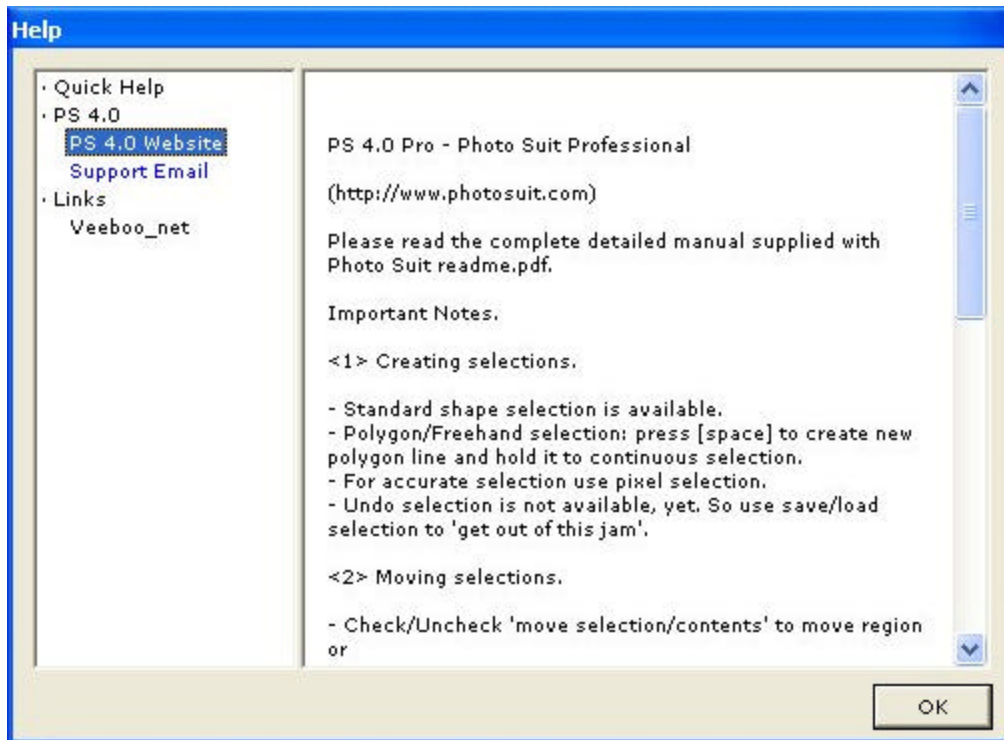 Help
· Quick Help
· PS 4.0
PS 4.0 Website
Support Email
· Links
Veeboo_net
PS 4.0 Pro - Photo Suit Professional
(http://www.photosuit.com)
Please read the complete detailed manual supplied with
Photo Suit readme.pdf.
Important Notes.
<1> Creating selections.
- Standard shape selection is available.
- Polygon/Freehand selection: press [space] to create new
polygon line and hold it to continuous selection.
- For accurate selection use pixel selection.
- Undo selection is not available, yet. So use save/load
selection to 'get out of this jam'.
<2> Moving selections.
- Check/Uncheck 'move selection/contents' to move region
or
OK